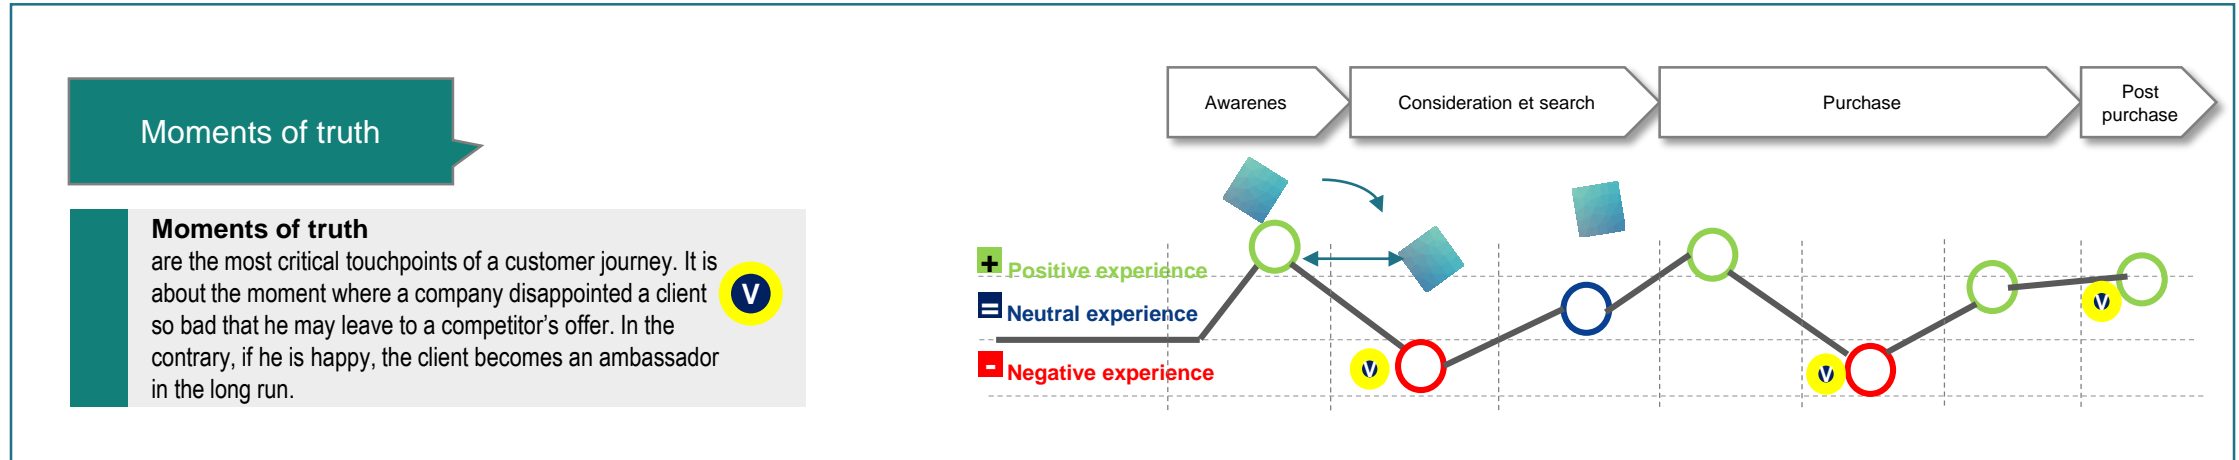 Moments of truth
Moments of truth
are the most critical touchpoints of a customer journey. It is
about the moment where a company disappointed a client
so bad that he may leave to a competitor’s offer. In the
contrary, if he is happy, the client becomes an ambassador
in the long run.
V
Awarenes
Consideration et search
Purchase
Post
purchase
+ Positive experience
= Neutral experience
- Negative experience
V
V
V